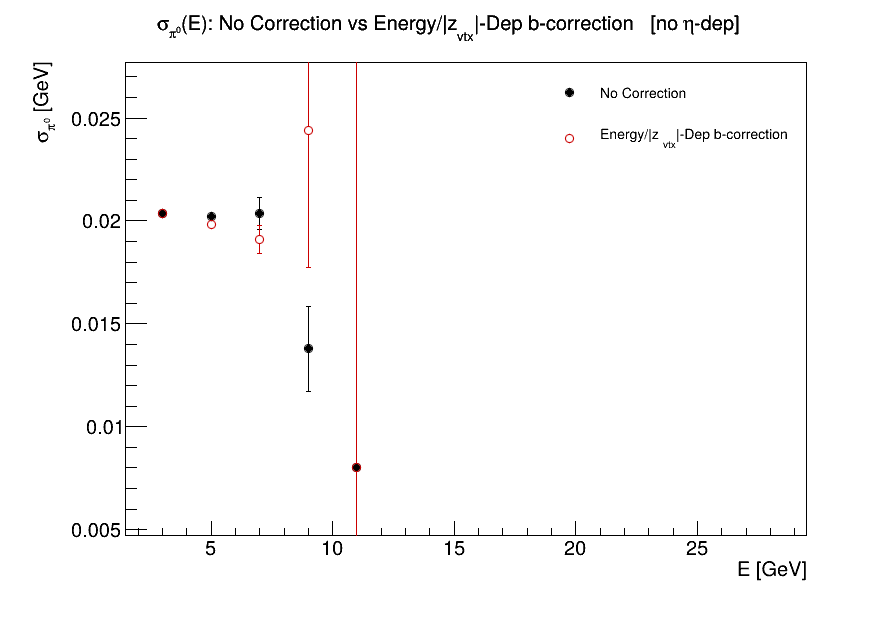 σπ⁰(E): No Correction vs Energy/|zvtx|-Dep b-correction [no η-dep]
σπ⁰ [GeV]
No Correction
Energy/|z vtx|-Dep b-correction
0.025
0.02
0.015
0.01
0.005
5 10 15 20 25
E [GeV]